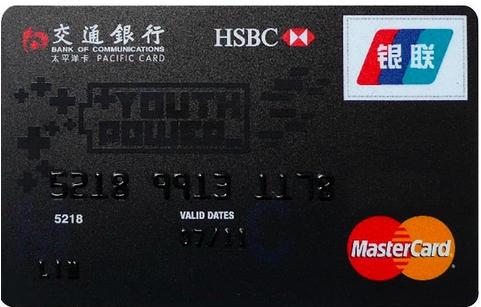 交通銀行
BANK OF COMMUNICATIONS
太平洋卡 PACIFIC CARD
HSBC
银联
YOUTH
POWER
5218 9913 1178
5218
VALID DATES
07/11
MasterCard